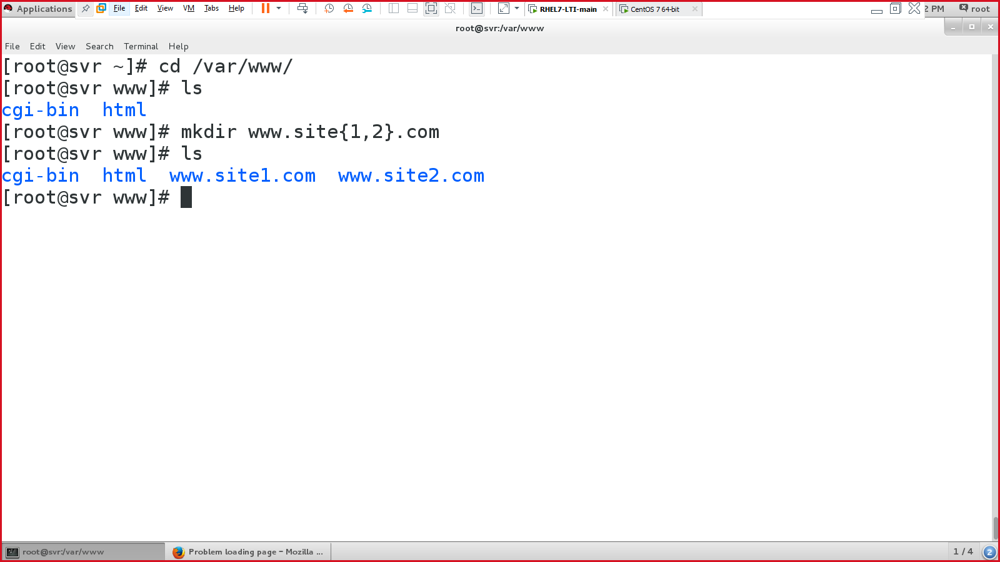 Applications File Edit View VM Tabs Help RHEL7-LTI-main CentOS 7 64-bit 2 PM root
root@svr:/var/www
File Edit View Search Terminal Help
[root@svr ~]# cd /var/www/
[root@svr www]# ls
cgi-bin  html
[root@svr www]# mkdir www.site{1,2}.com
[root@svr www]# ls
cgi-bin  html  www.site1.com  www.site2.com
[root@svr www]#
root@svr:/var/www Problem loading page - Mozilla ... 1 / 4 2